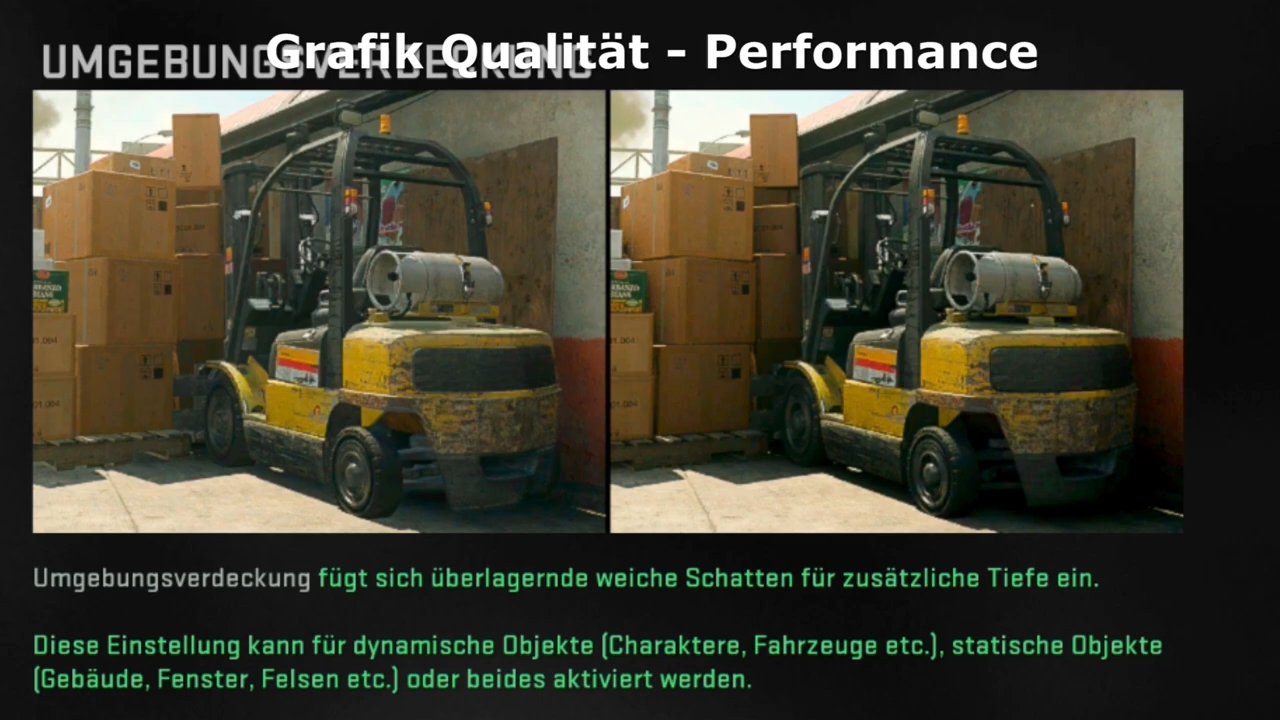 Grafik Qualität - Performance
UMGEBUNGSVERDECKUNG
Umgebungsverdeckung fügt sich überlagernde weiche Schatten für zusätzliche Tiefe ein.
Diese Einstellung kann für dynamische Objekte (Charaktere, Fahrzeuge etc.), statische Objekte
(Gebäude, Fenster, Felsen etc.) oder beides aktiviert werden.